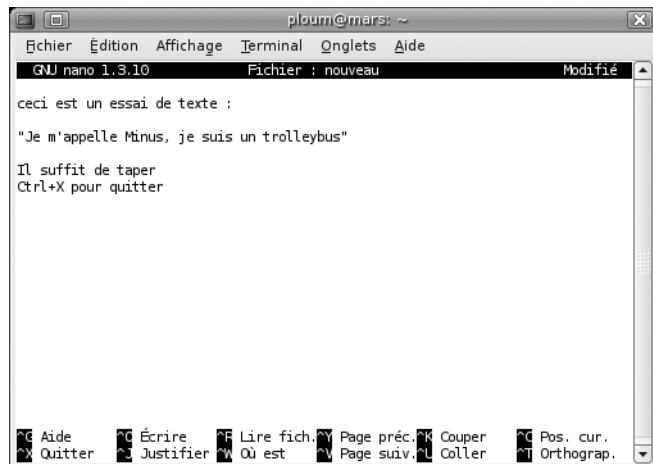 ploum@mars: ~
Fichier Édition Affichage Terminal Onglets Aide
GNU nano 1.3.10 Fichier : nouveau Modifié
ceci est un essai de texte :
"Je m'appelle Minus, je suis un trolleybus"
Il suffit de taper
Ctrl+X pour quitter
^G Aide ^O Écrire ^R Lire fich. ^Y Page préc. ^K Couper ^C Pos. cur.
^X Quitter ^J Justifier ^W Où est ^V Page suiv. ^U Coller ^T Orthograp.